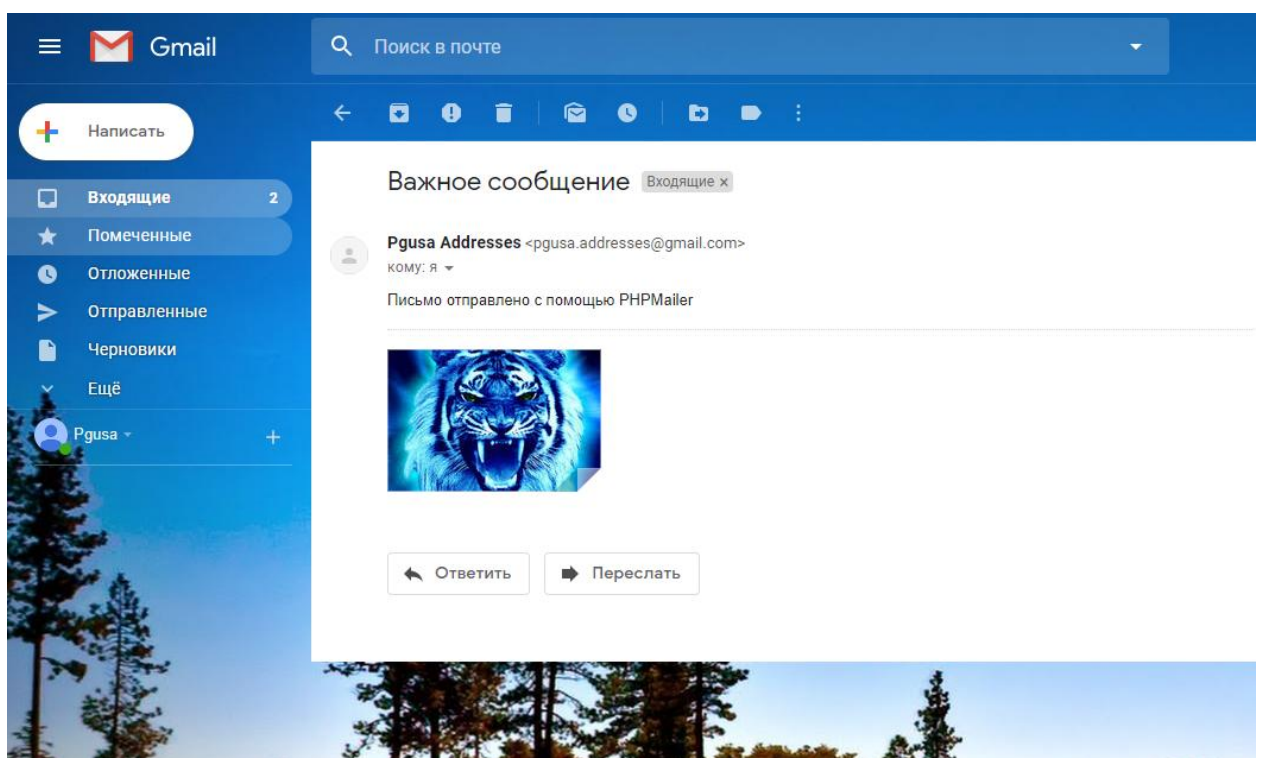 Gmail
Поиск в почте
Написать
Входящие 2
Помеченные
Отложенные
Отправленные
Черновики
Ещё
Pgusa
Важное сообщение Входящие x
Pgusa Addresses <pgusa.addresses@gmail.com>
кому: я
Письмо отправлено с помощью PHPMailer
Ответить
Переслать